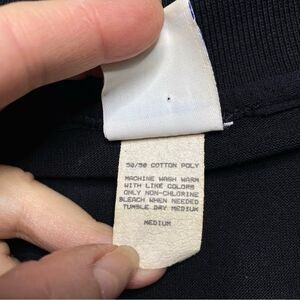 50/50 COTTON POLY
MACHINE WASH WARM
WITH LIKE COLORS
ONLY NON-CHLORINE
BLEACH WHEN NEEDED
TUMBLE DRY MEDIUM
MEDIUM